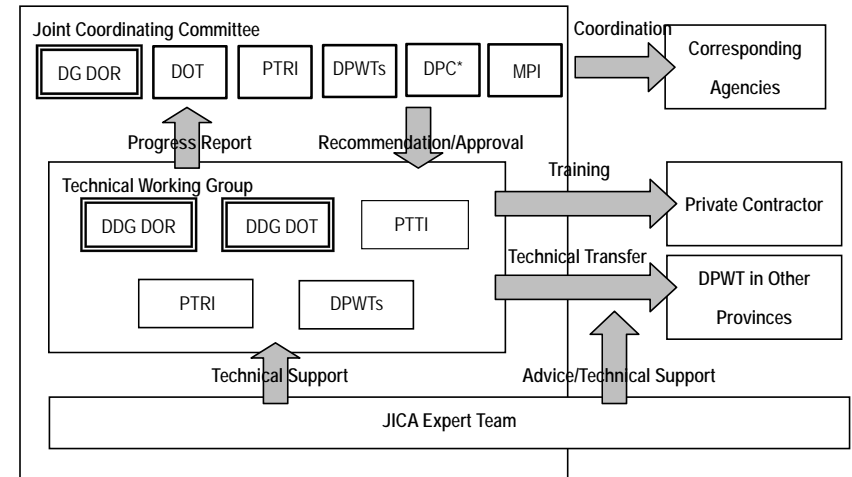 Joint Coordinating Committee
DG DOR
DOT
PTRI
DPWTs
DPC*
MPI
Coordination
Corresponding
Agencies
Progress Report
Recommendation/Approval
Technical Working Group
DDG DOR
DDG DOT
PTTI
PTRI
DPWTs
Training
Private Contractor
Technical Transfer
DPWT in Other
Provinces
Technical Support
Advice/Technical Support
JICA Expert Team